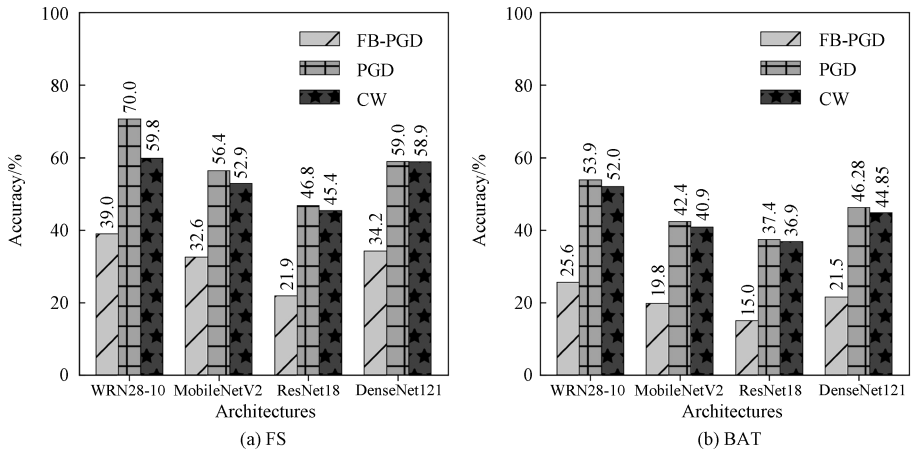 100
80
60
40
20
0
Accuracy/%
FB-PGD
PGD
CW
39.0
70.0
59.8
32.6
56.4
52.9
21.9
46.8
45.4
34.2
59.0
58.9
WRN28-10 MobileNetV2 ResNet18 DenseNet121
Architectures
(a) FS
100
80
60
40
20
0
Accuracy/%
FB-PGD
PGD
CW
25.6
53.9
52.0
19.8
42.4
40.9
15.0
37.4
36.9
21.5
46.28
44.85
WRN28-10 MobileNetV2 ResNet18 DenseNet121
Architectures
(b) BAT